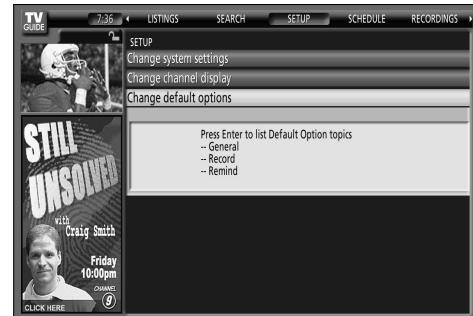 TV
GUIDE
7:36
LISTINGS
SEARCH
SETUP
SCHEDULE
RECORDINGS
SETUP
Change system settings
Change channel display
Change default options
Press Enter to list Default Option topics
-- General
-- Record
-- Remind
STILL
UNSOLVED
with
Craig Smith
Friday
10:00pm
CHANNEL
9
CLICK HERE